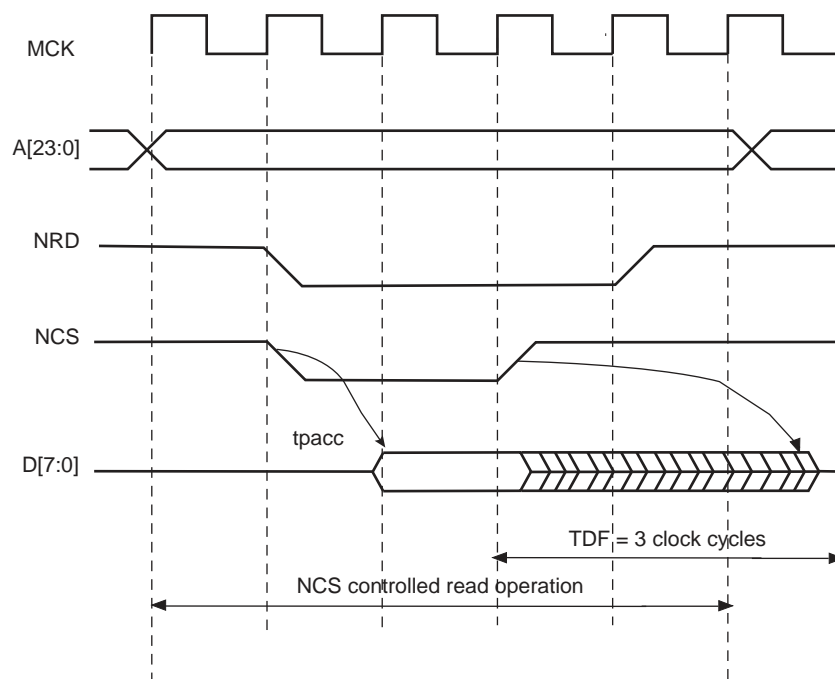 MCK
A[23:0]
NRD
NCS
tpacc
D[7:0]
TDF = 3 clock cycles
NCS controlled read operation